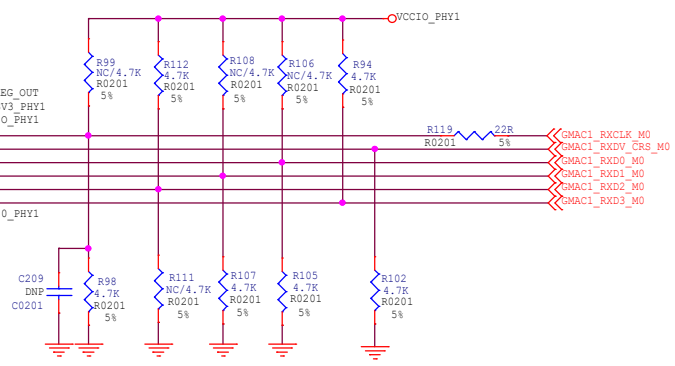 VCCIO_PHY1
R99
NC/4.7K
R0201
5%
R112
4.7K
R0201
5%
R108
NC/4.7K
R0201
5%
R106
NC/4.7K
R0201
5%
R94
4.7K
R0201
5%
EG_OUT
V3_PHY1
O_PHY1
R119
22R
R0201
5%
GMAC1_RXCLK_M0
GMAC1_RXDV_CRS_M0
GMAC1_RXD0_M0
GMAC1_RXD1_M0
GMAC1_RXD2_M0
GMAC1_RXD3_M0
0_PHY1
C209
DNP
C0201
R98
4.7K
R0201
5%
R111
NC/4.7K
R0201
5%
R107
4.7K
R0201
5%
R105
4.7K
R0201
5%
R102
4.7K
R0201
5%